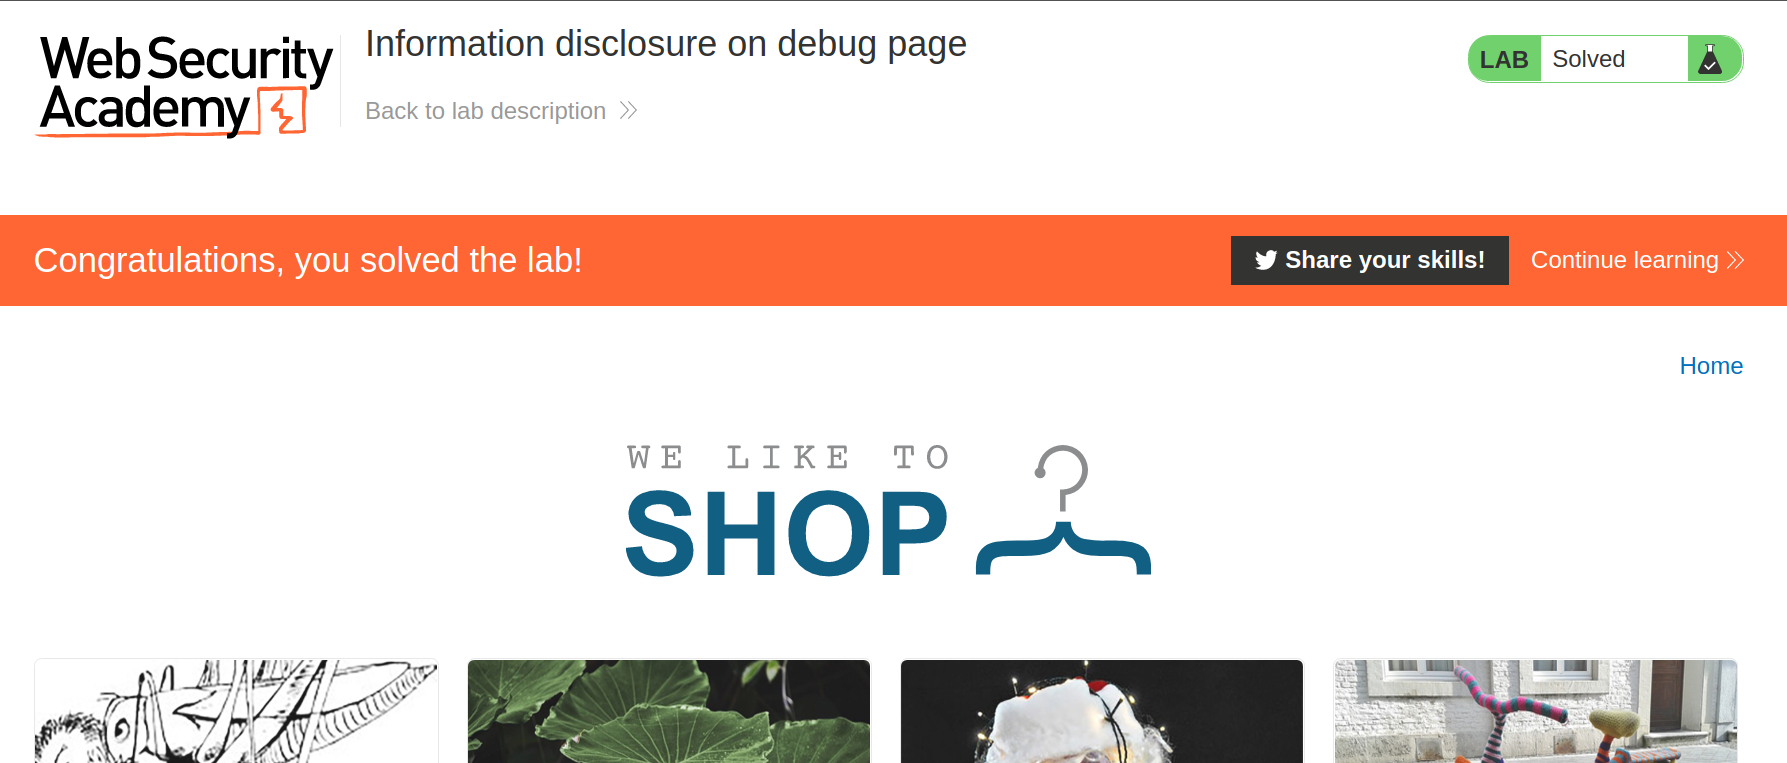 Web Security
Academy
Information disclosure on debug page
Back to lab description
LAB Solved
Congratulations, you solved the lab!
Share your skills!
Continue learning
Home
WE LIKE TO
SHOP